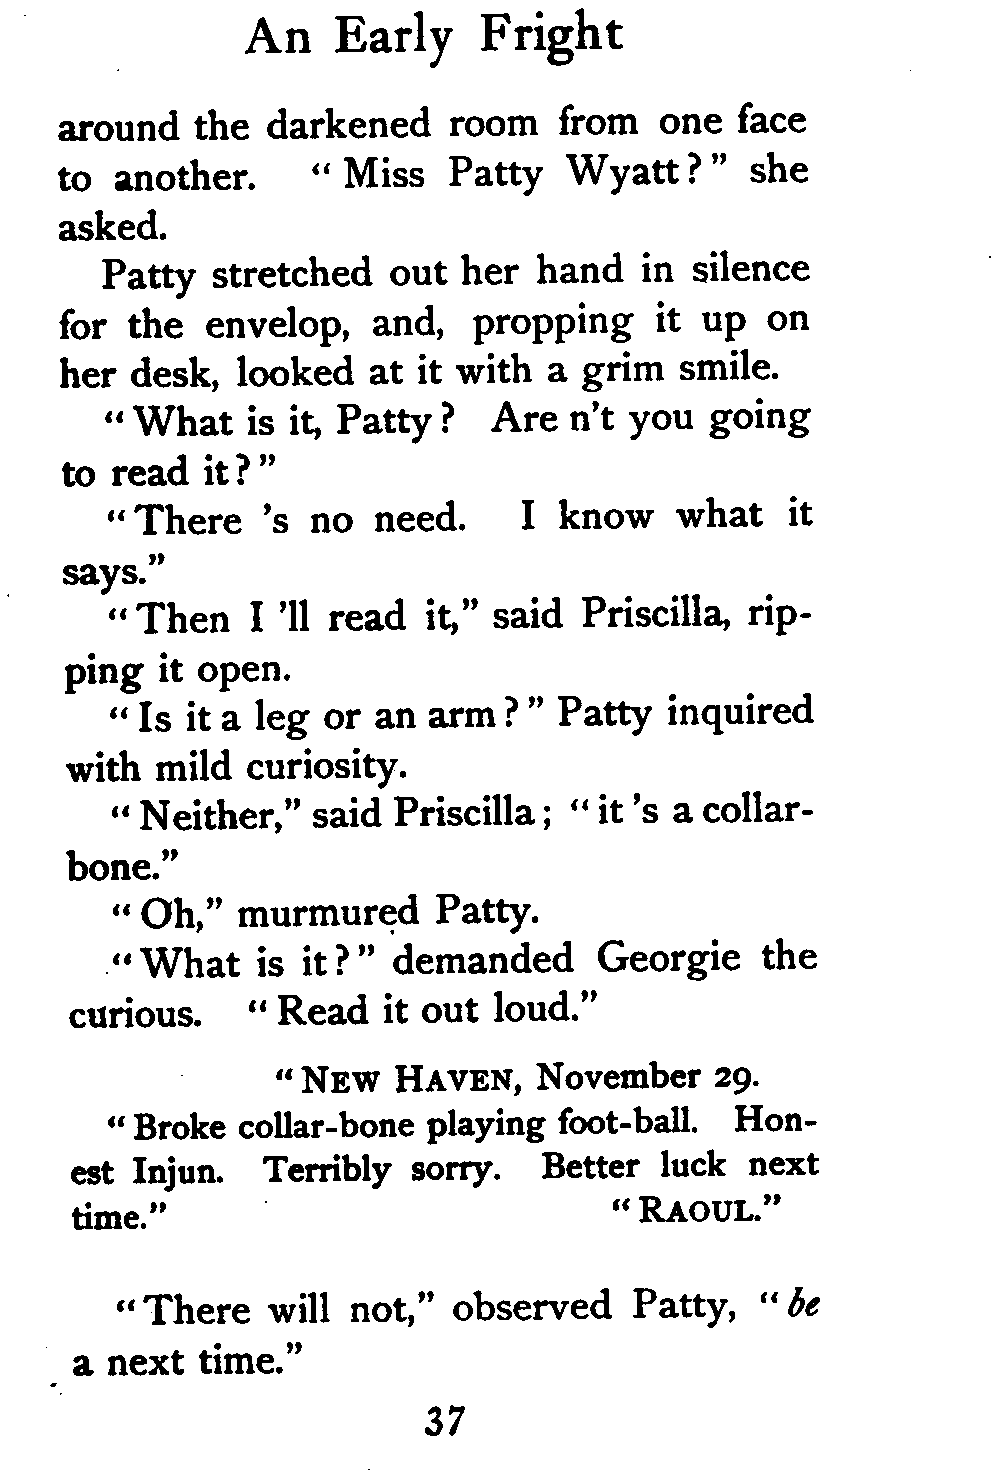 An Early Fright
around the darkened room from one face
to another. “Miss Patty Wyatt?” she
asked.
Patty stretched out her hand in silence
for the envelop, and, propping it up on
her desk, looked at it with a grim smile.
“What is it, Patty? Are n’t you going
to read it?”
“There ’s no need. I know what it
says.”
“Then I ’ll read it,” said Priscilla, rip-
ping it open.
“Is it a leg or an arm?” Patty inquired
with mild curiosity.
“Neither,” said Priscilla; “it ’s a collar-
bone.”
“Oh,” murmured Patty.
“What is it?” demanded Georgie the
curious. “Read it out loud.”
“NEW HAVEN, November 29.
“Broke collar-bone playing foot-ball. Hon-
est Injun. Terribly sorry. Better luck next
time.” “RAOUL.”
“There will not,” observed Patty, “be
a next time.”
37